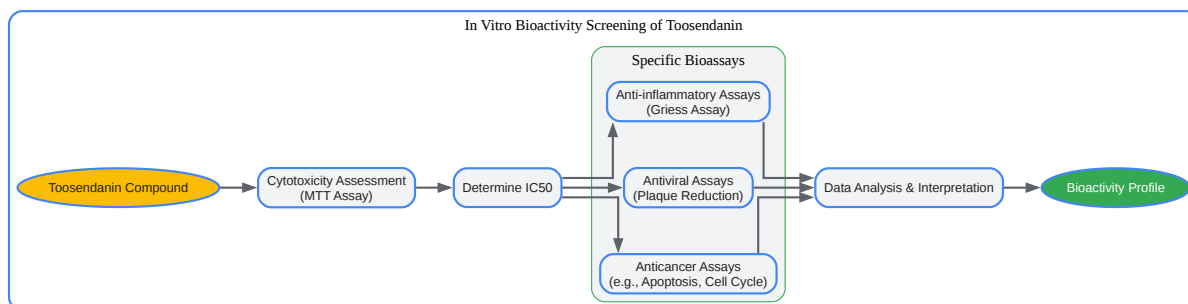 In Vitro Bioactivity Screening of Toosendanin
Specific Bioassays
Anti-inflammatory Assays
(Griess Assay)
Toosendanin Compound
Cytotoxicity Assessment
(MTT Assay)
Determine IC50
Antiviral Assays
(Plaque Reduction)
Data Analysis & Interpretation
Bioactivity Profile
Anticancer Assays
(e.g., Apoptosis, Cell Cycle)